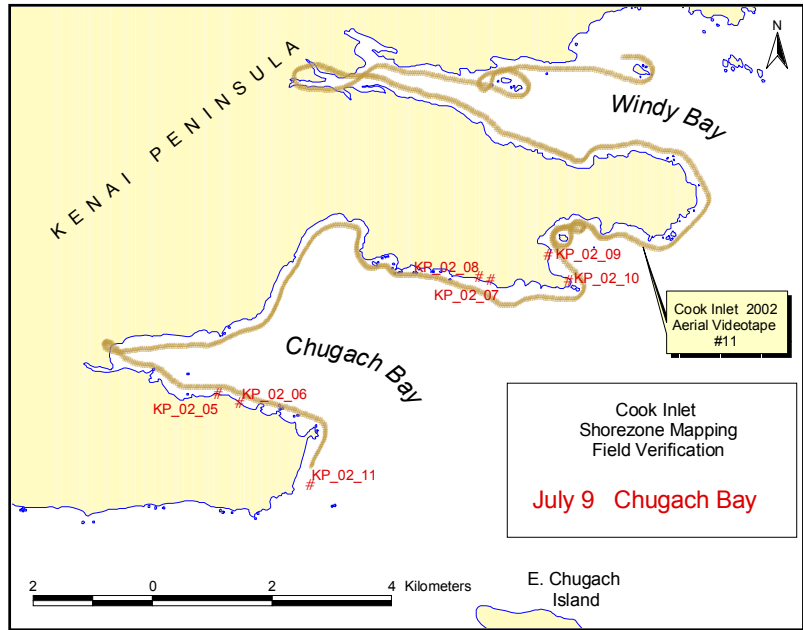 N
KENAI PENINSULA
Windy Bay
KP_02_09
KP_02_08
KP_02_10
KP_02_07
Cook Inlet 2002
Aerial Videotape
#11
Chugach Bay
KP_02_06
KP_02_05
Cook Inlet
Shorezone Mapping
Field Verification
July 9 Chugach Bay
KP_02_11
2 0 2 4 Kilometers
E. Chugach
Island